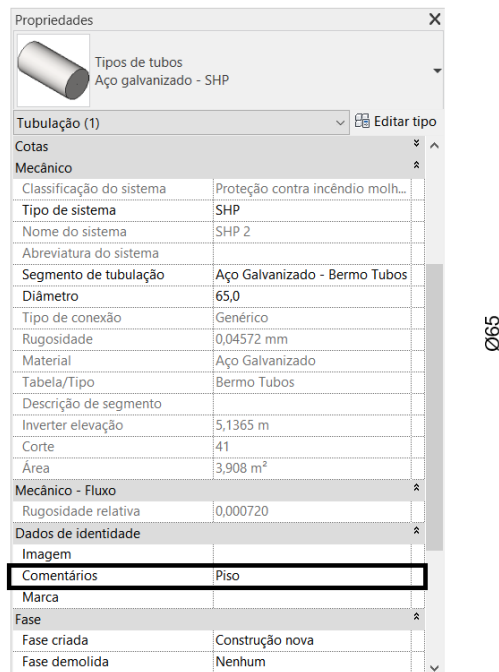 Propriedades
Tipos de tubos
Aço galvanizado - SHP
Tubulação (1) Editar tipo
Cotas
Mecânico
Classificação do sistema Proteção contra incêndio molh...
Tipo de sistema SHP
Nome do sistema SHP 2
Abreviatura do sistema
Segmento de tubulação Aço Galvanizado - Bermo Tubos
Diâmetro 65,0
Tipo de conexão Genérico
Rugosidade 0,04572 mm
Material Aço Galvanizado
Tabela/Tipo Bermo Tubos
Descrição de segmento
Inverter elevação 5,1365 m
Corte 41
Área 3,908 m²
Mecânico - Fluxo
Rugosidade relativa 0,000720
Dados de identidade
Imagem
Comentários Piso
Marca
Fase
Fase criada Construção nova
Fase demolida Nenhum
Ø65